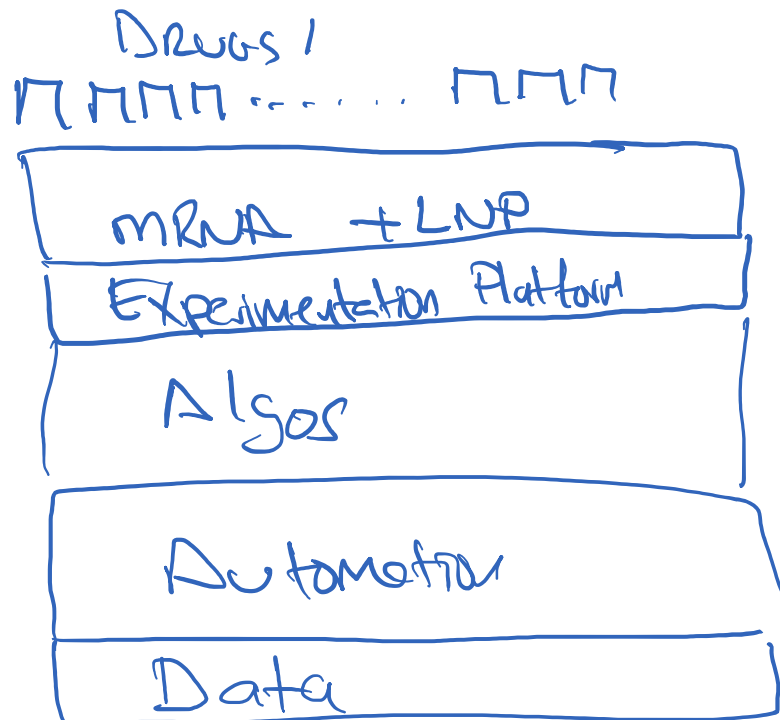 DRUGS!
mRNA + LNP
Experimentation Platform
Algos
Automation
Data